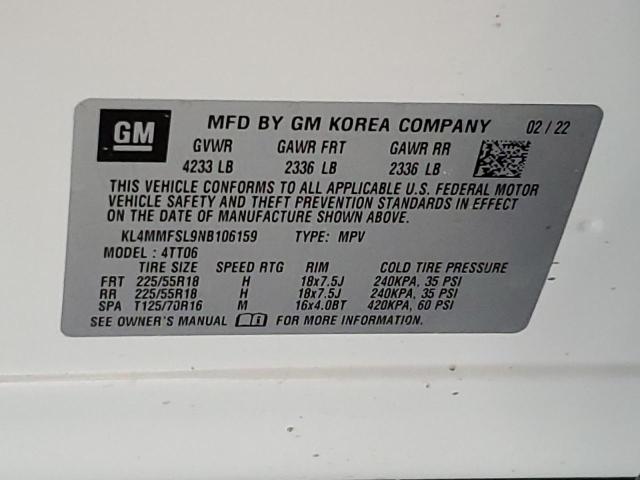 GM MFD BY GM KOREA COMPANY 02 / 22
GVWR GAWR FRT GAWR RR
4233 LB 2336 LB 2336 LB
THIS VEHICLE CONFORMS TO ALL APPLICABLE U.S. FEDERAL MOTOR
VEHICLE SAFETY AND THEFT PREVENTION STANDARDS IN EFFECT
ON THE DATE OF MANUFACTURE SHOWN ABOVE.
KL4MMFSL9NB106159 TYPE: MPV
MODEL : 4TT06
TIRE SIZE SPEED RTG RIM COLD TIRE PRESSURE
FRT 225/55R18 H 18x7.5J 240KPA, 35 PSI
RR 225/55R18 H 18x7.5J 240KPA, 35 PSI
SPA T125/70R16 M 16x4.0BT 420KPA, 60 PSI
SEE OWNER'S MANUAL FOR MORE INFORMATION.